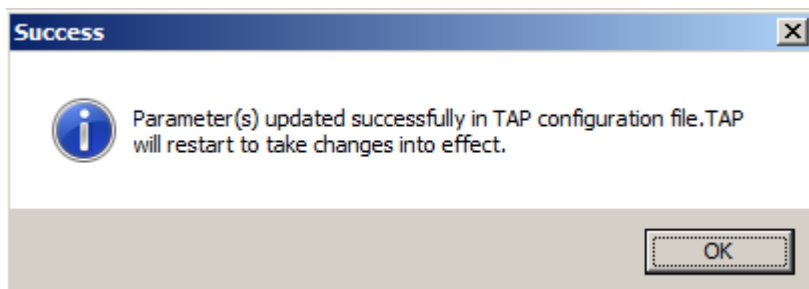 Success
Parameter(s) updated successfully in TAP configuration file.TAP
will restart to take changes into effect.
OK